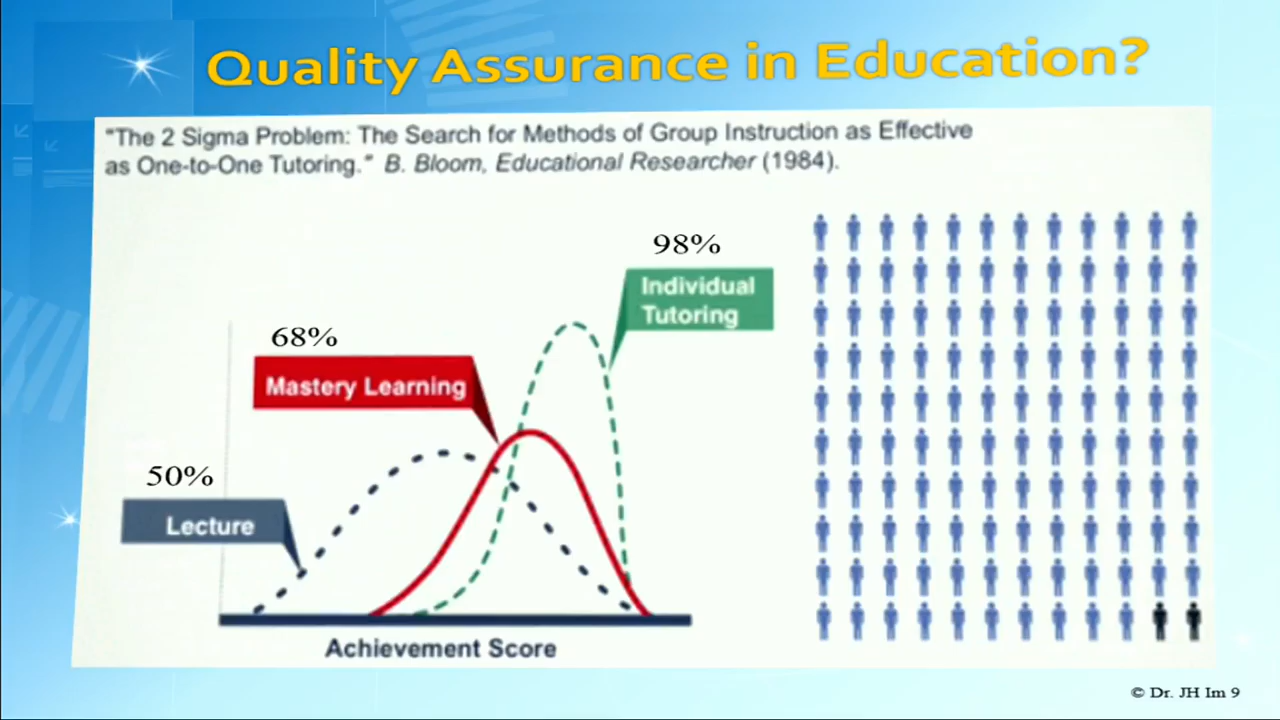 Quality Assurance in Education?
"The 2 Sigma Problem: The Search for Methods of Group Instruction as Effective
as One-to-One Tutoring." B. Bloom, Educational Researcher (1984).
98%
Individual
Tutoring
68%
Mastery Learning
50%
Lecture
Achievement Score
© Dr. JH Im 9